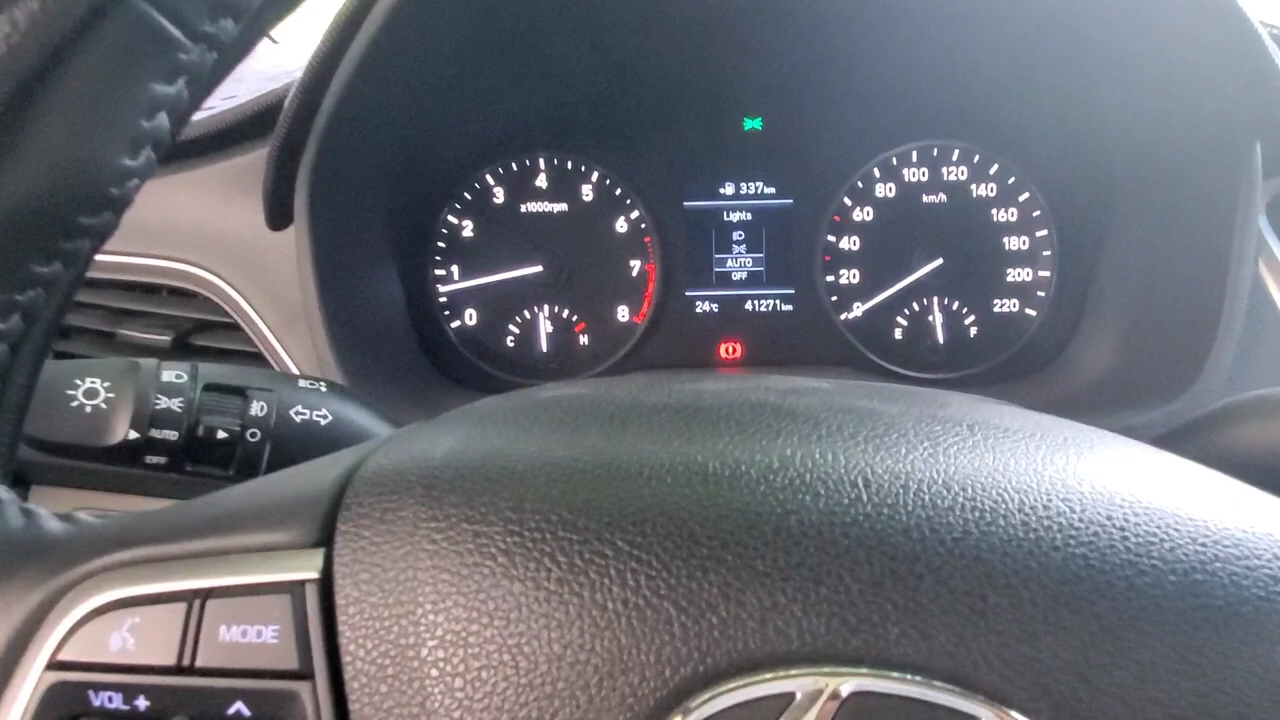 337km
Lights
AUTO
OFF
24℃ 41271km
0
1
2
3
4
5
6
7
8
x1000rpm
C H
0
20
40
60
80
100
120
140
160
180
200
220
km/h
E F
AUTO
OFF
MODE
VOL +